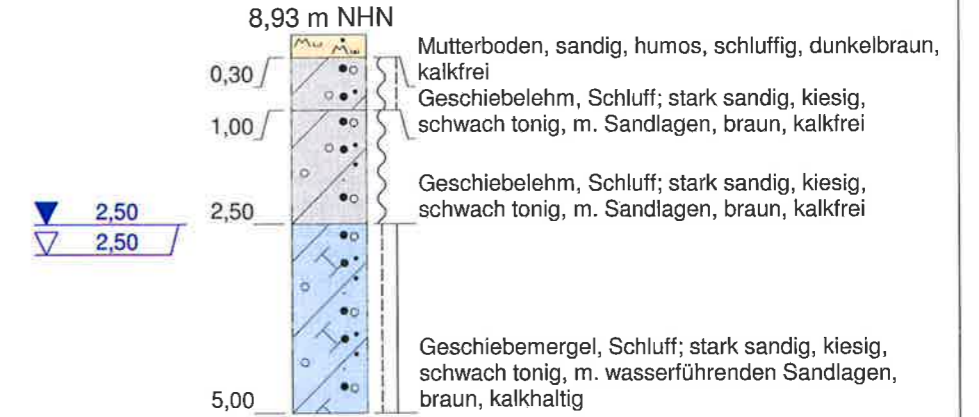 8,93 m NHN
Mutterboden, sandig, humos, schluffig, dunkelbraun,
kalkfrei
0,30
Geschiebelehm, Schluff; stark sandig, kiesig,
schwach tonig, m. Sandlagen, braun, kalkfrei
1,00
Geschiebelehm, Schluff; stark sandig, kiesig,
schwach tonig, m. Sandlagen, braun, kalkfrei
2,50
2,50
2,50
Geschiebemergel, Schluff; stark sandig, kiesig,
schwach tonig, m. wasserführenden Sandlagen,
braun, kalkhaltig
5,00